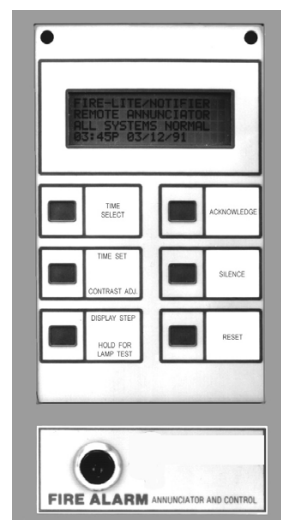 FIRE-LITE/NOTIFIER
REMOTE ANNUNCIATOR
ALL SYSTEMS NORMAL
03:45P 03/12/91
TIME
SELECT
ACKNOWLEDGE
TIME SET
CONTRAST ADJ.
SILENCE
DISPLAY STEP
HOLD FOR
LAMP TEST
RESET
FIRE ALARM ANNUNCIATOR AND CONTROL